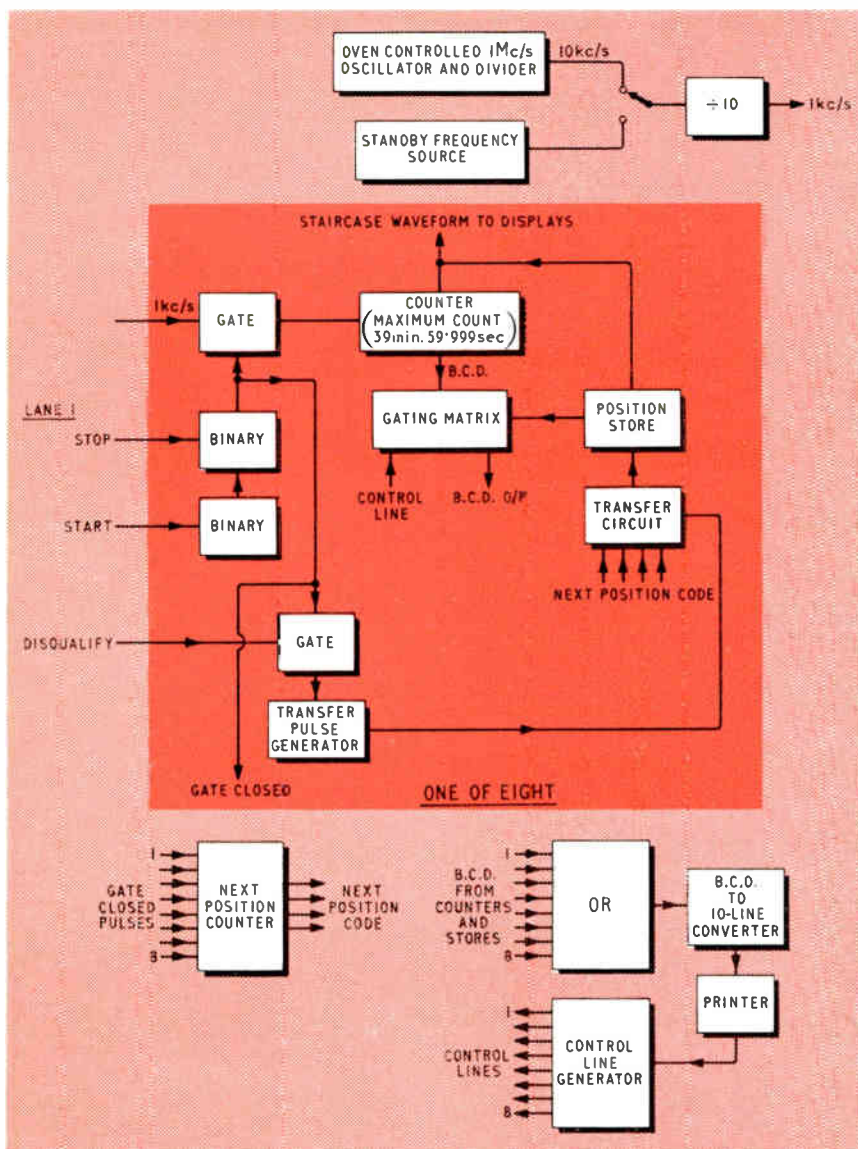 OVEN CONTROLLED 1Mc/s
OSCILLATOR AND DIVIDER
10kc/s
÷10
1kc/s
STANDBY FREQUENCY
SOURCE
STAIRCASE WAVEFORM TO DISPLAYS
1kc/s
GATE
COUNTER
(MAXIMUM COUNT
39min. 59·999sec)
B.C.D.
LANE 1
STOP
BINARY
GATING MATRIX
POSITION
STORE
START
BINARY
CONTROL
LINE
B.C.D. O/P
TRANSFER
CIRCUIT
NEXT POSITION CODE
DISQUALIFY
GATE
TRANSFER
PULSE
GENERATOR
GATE CLOSED
ONE OF EIGHT
1
GATE
CLOSED
PULSES
8
NEXT
POSITION
COUNTER
NEXT
POSITION
CODE
1
B.C.D.
FROM
COUNTERS
AND
STORES
8
OR
B.C.D.
TO
10-LINE
CONVERTER
PRINTER
1
CONTROL
LINES
8
CONTROL
LINE
GENERATOR